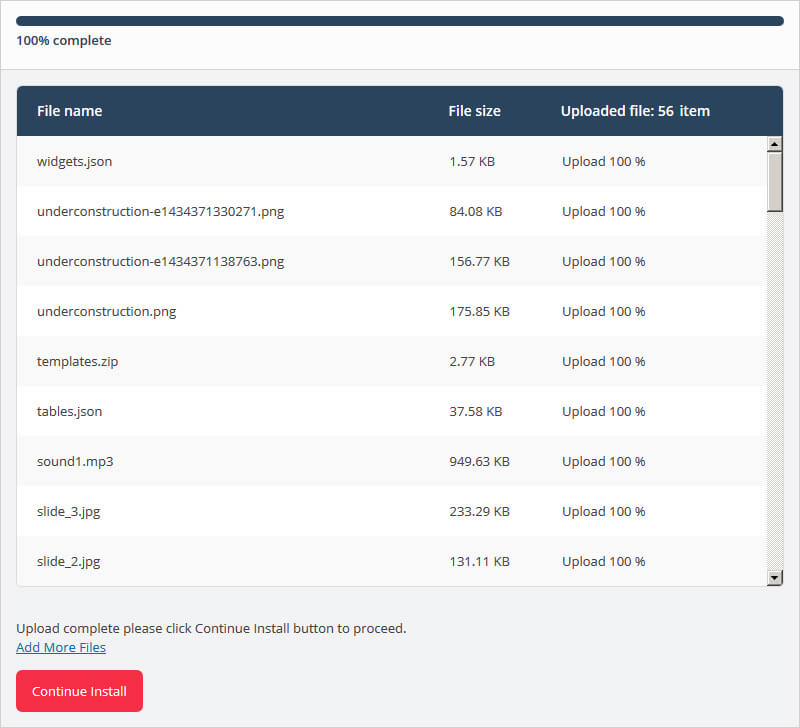 100% complete
File name File size Uploaded file: 56 item
widgets.json 1.57 KB Upload 100 %
underconstruction-e1434371330271.png 84.08 KB Upload 100 %
underconstruction-e1434371138763.png 156.77 KB Upload 100 %
underconstruction.png 175.85 KB Upload 100 %
templates.zip 2.77 KB Upload 100 %
tables.json 37.58 KB Upload 100 %
sound1.mp3 949.63 KB Upload 100 %
slide_3.jpg 233.29 KB Upload 100 %
slide_2.jpg 131.11 KB Upload 100 %
Upload complete please click Continue Install button to proceed.
Add More Files
Continue Install